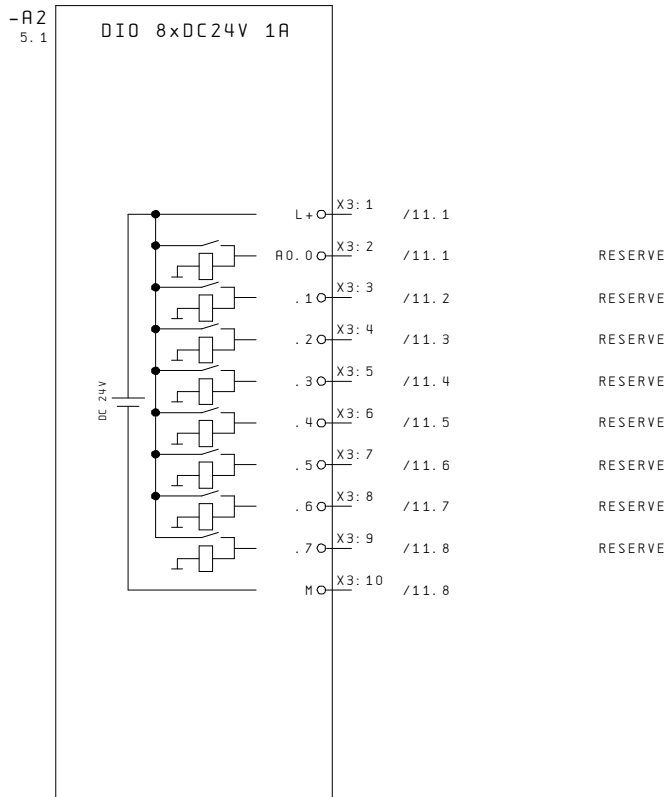 -A2
5.1
DIO 8xDC24V 1A
L+ X3:1 /11.1
A0.0 X3:2 /11.1 RESERVE
.1 X3:3 /11.2 RESERVE
.2 X3:4 /11.3 RESERVE
.3 X3:5 /11.4 RESERVE
DC 24V
.4 X3:6 /11.5 RESERVE
.5 X3:7 /11.6 RESERVE
.6 X3:8 /11.7 RESERVE
.7 X3:9 /11.8 RESERVE
M X3:10 /11.8